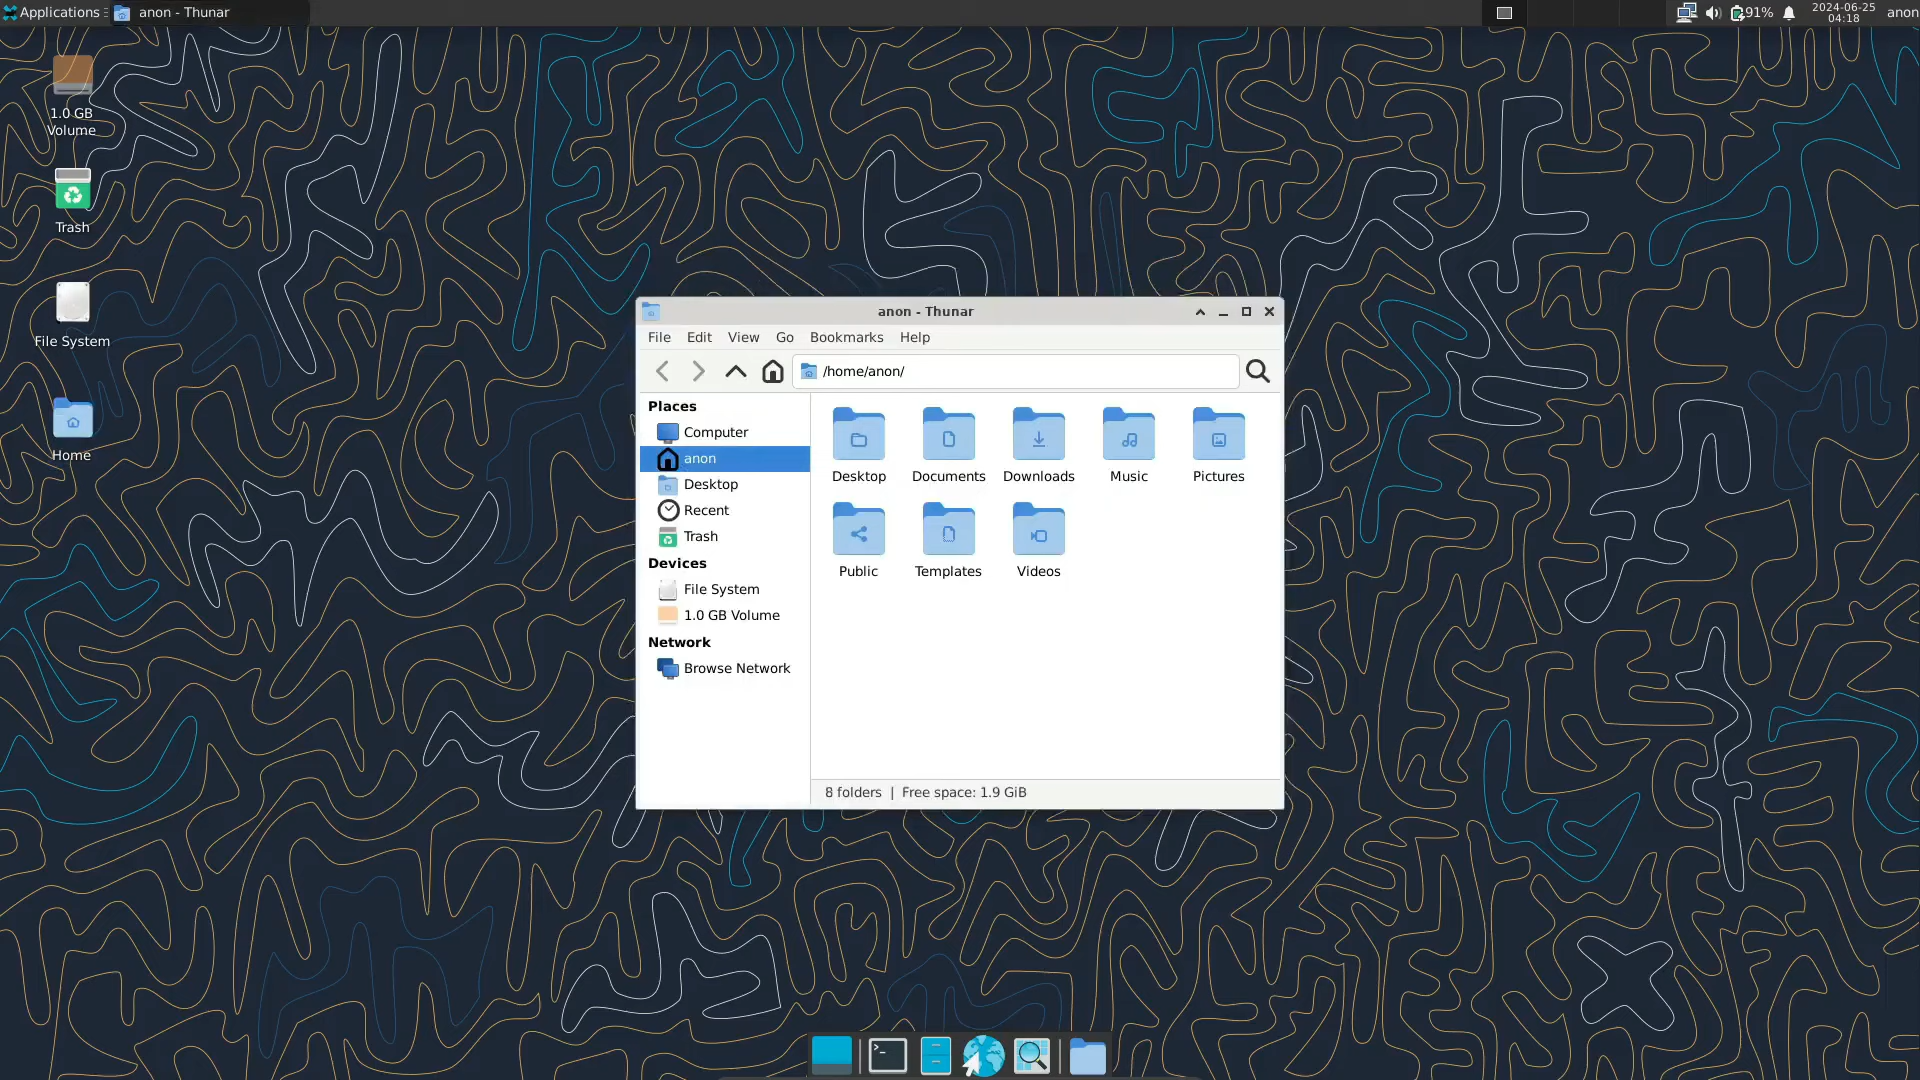 Applications
anon - Thunar
91%
2024-06-25
04:18
anon
1.0 GB
Volume
Trash
File System
Home
anon - Thunar
File Edit View Go Bookmarks Help
/home/anon/
Places
Computer
anon
Desktop
Recent
Trash
Devices
File System
1.0 GB Volume
Network
Browse Network
Desktop Documents Downloads Music Pictures
Public Templates Videos
8 folders | Free space: 1.9 GiB